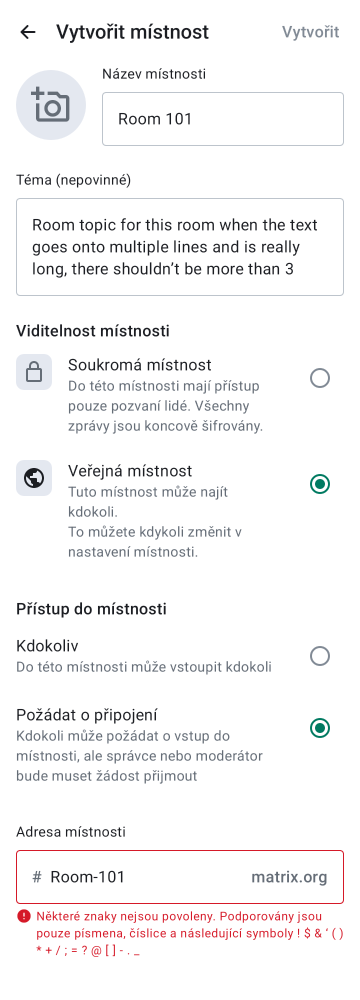 Vytvořit místnost
Vytvořit
Název místnosti
Room 101
Téma (nepovinné)
Room topic for this room when the text
goes onto multiple lines and is really
long, there shouldn’t be more than 3
Viditelnost místnosti
Soukromá místnost
Do této místnosti mají přístup
pouze pozvaní lidé. Všechny
zprávy jsou koncově šifrovány.
Veřejná místnost
Tuto místnost může najít
kdokoli.
To můžete kdykoli změnit v
nastavení místnosti.
Přístup do místnosti
Kdokoliv
Do této místnosti může vstoupit kdokoli
Požádat o připojení
Kdokoli může požádat o vstup do
místnosti, ale správce nebo moderátor
bude muset žádost přijmout
Adresa místnosti
# Room-101 matrix.org
Některé znaky nejsou povoleny. Podporovány jsou
pouze písmena, číslice a následující symboly ! $ & ‘ ( )
* + / ; = ? @ [ ] - . _